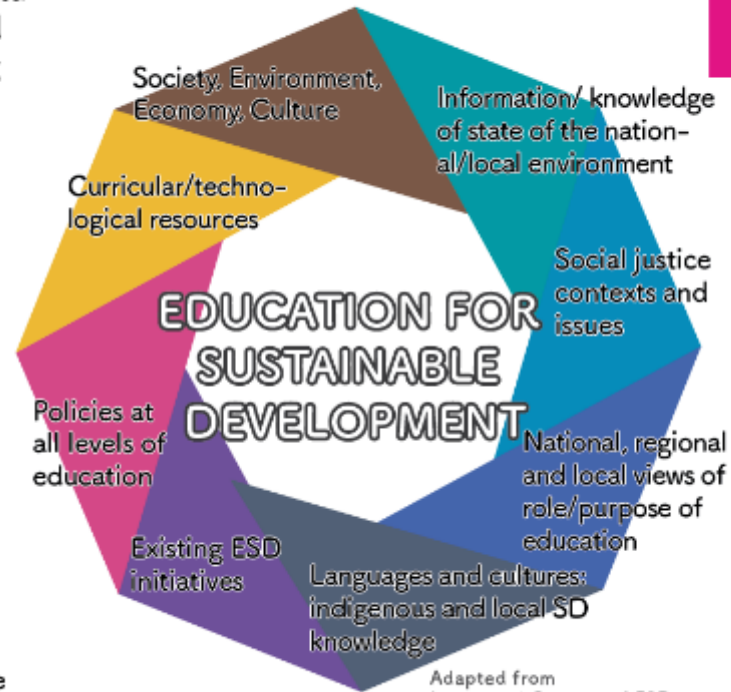 Society, Environment,
Economy, Culture
Information/ knowledge
of state of the nation-
al/local environment
Curricular/techno-
logical resources
Social justice
contexts and
issues
EDUCATION FOR
SUSTAINABLE
DEVELOPMENT
Policies at
all levels of
education
National, regional
and local views of
role/purpose of
education
Existing ESD
initiatives
Languages and cultures:
indigenous and local SD
knowledge
Adapted from